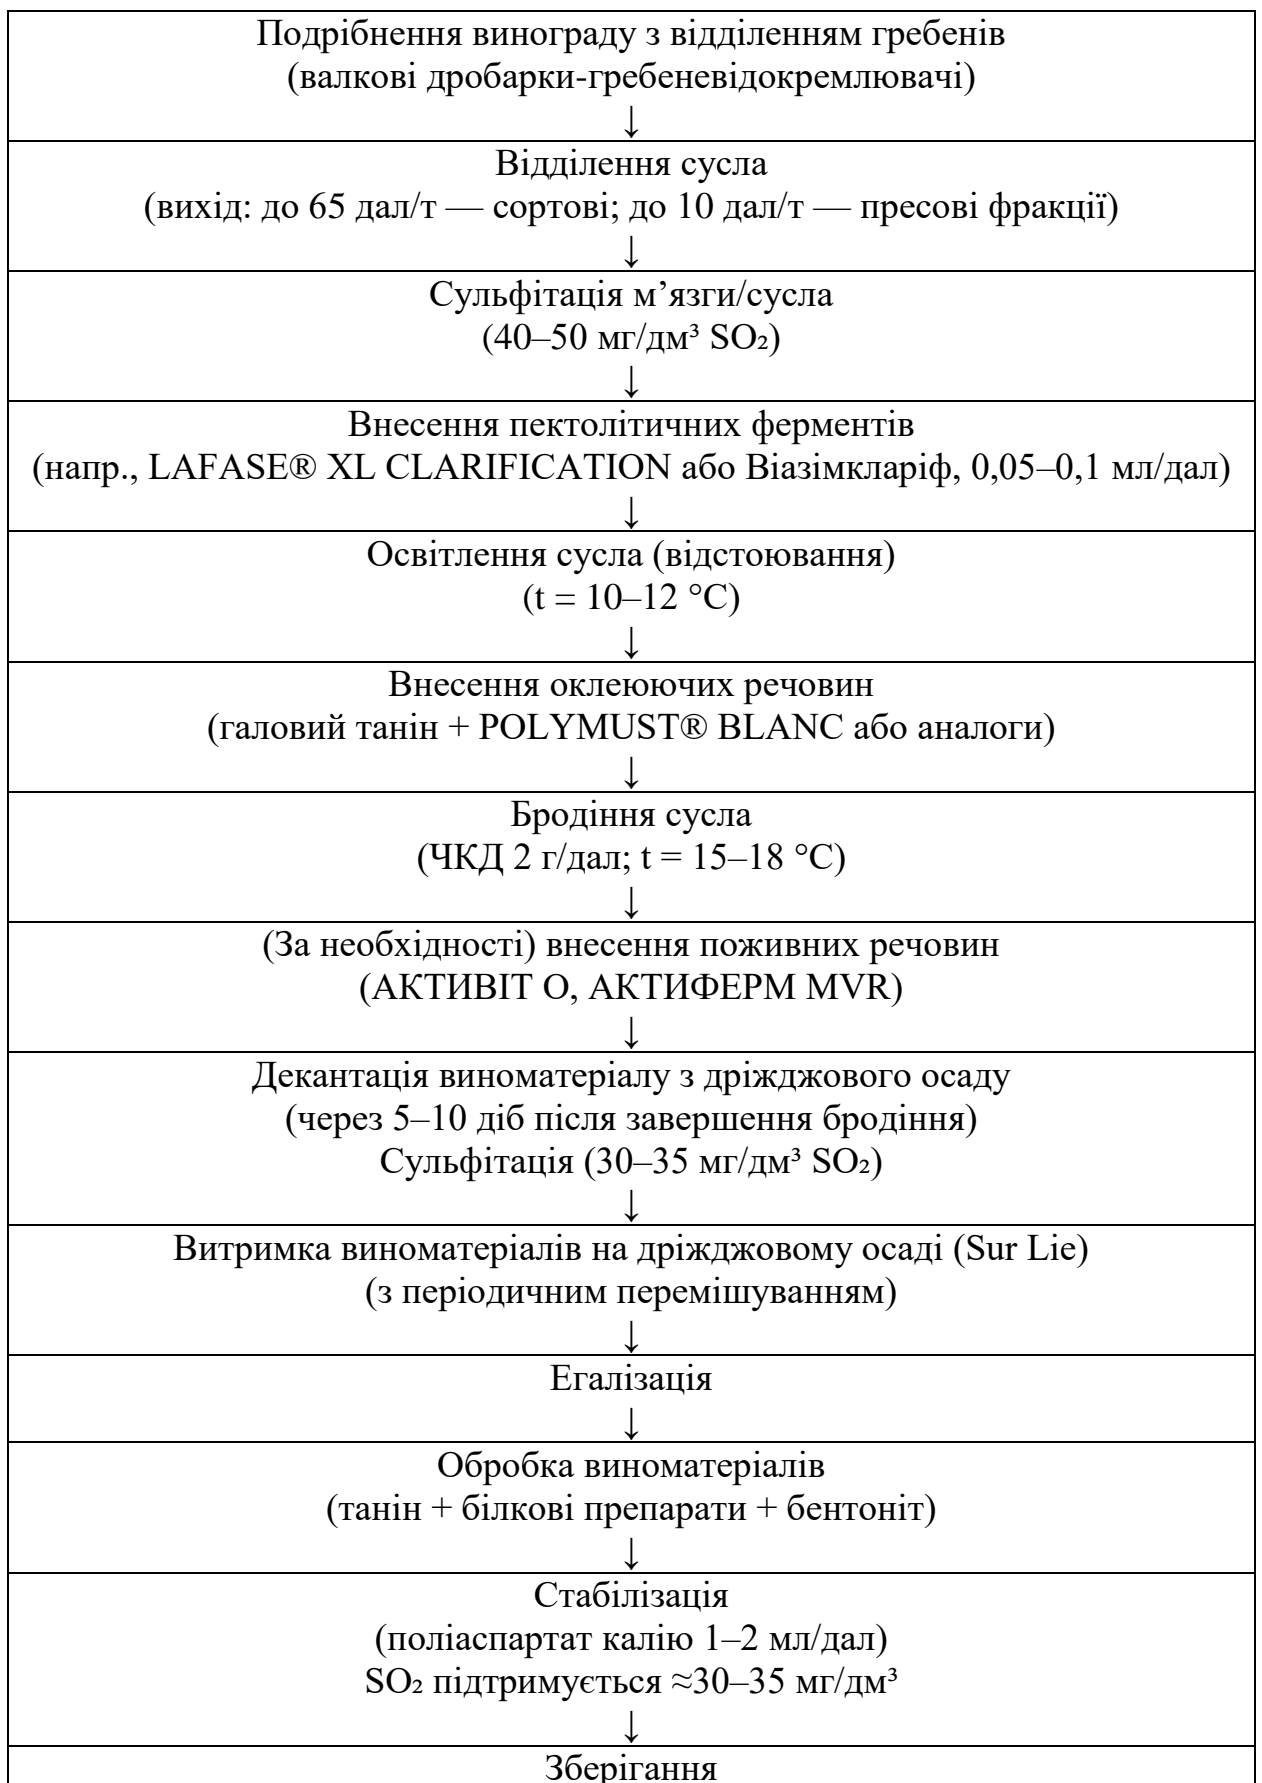 Подрібнення винограду з відділенням гребенів
(валкові дробарки-гребеневідокремлювачі)
↓
Відділення сусла
(вихід: до 65 дал/т — сортові; до 10 дал/т — пресові фракції)
↓
Сульфітація м’язги/сусла
(40–50 мг/дм³ SO₂)
↓
Внесення пектолітичних ферментів
(напр., LAFASE® XL CLARIFICATION або Віазімкларіф, 0,05–0,1 мл/дал)
↓
Освітлення сусла (відстоювання)
(t = 10–12 °C)
↓
Внесення оклеюючих речовин
(галовий танін + POLYMUST® BLANC або аналоги)
↓
Бродіння сусла
(ЧКД 2 г/дал; t = 15–18 °C)
↓
(За необхідності) внесення поживних речовин
(АКТИВІТ О, АКТИФЕРМ MVR)
↓
Декантація виноматеріалу з дріжджового осаду
(через 5–10 діб після завершення бродіння)
Сульфітація (30–35 мг/дм³ SO₂)
↓
Витримка виноматеріалів на дріжджовому осаді (Sur Lie)
(з періодичним перемішуванням)
↓
Егалізація
↓
Обробка виноматеріалів
(танін + білкові препарати + бентоніт)
↓
Стабілізація
(поліаспартат калію 1–2 мл/дал)
SO₂ підтримується ≈30–35 мг/дм³
↓
Зберігання